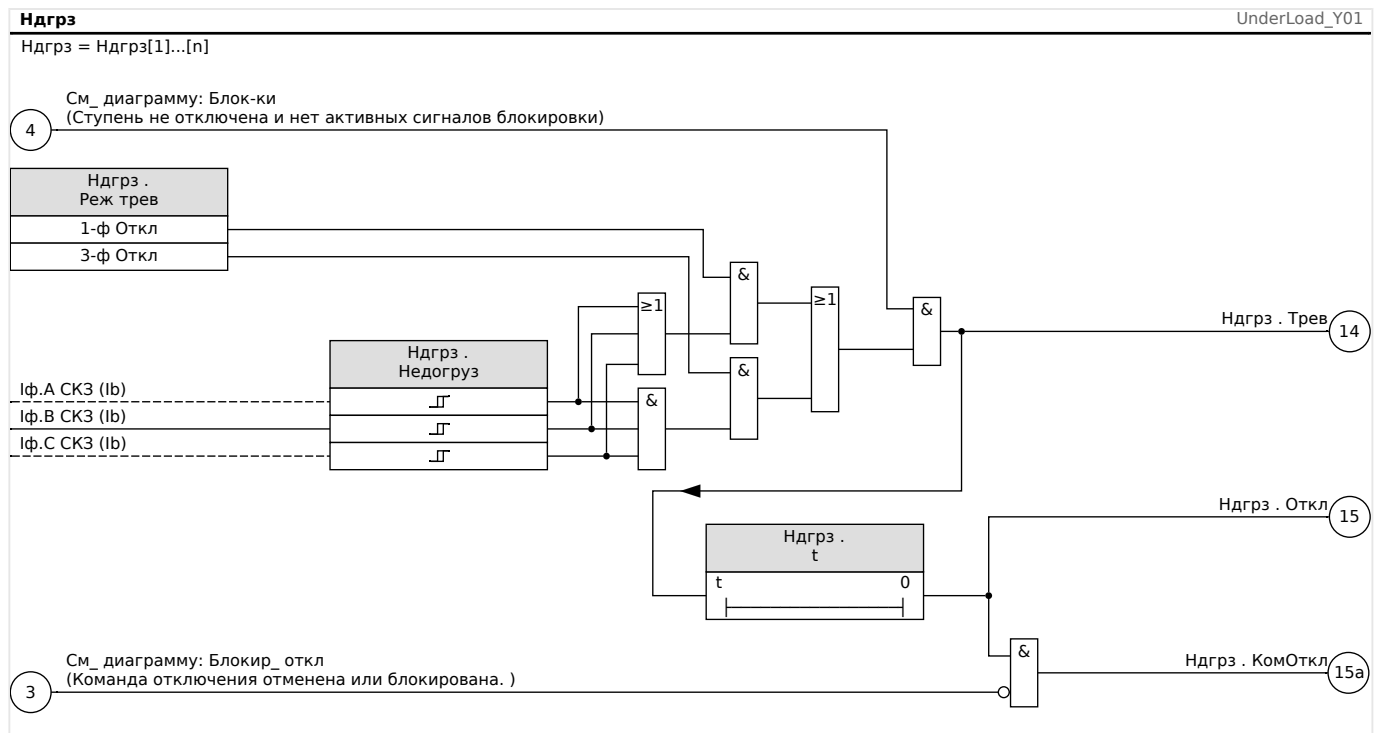 Ндгрз
UnderLoad_Y01
Ндгрз = Ндгрз[1]...[n]
См_ диаграмму: Блок-ки
(Ступень не отключена и нет активных сигналов блокировки)
4
Ндгрз .
Реж трев
1-ф Откл
3-ф Откл
&
≥1
≥1
&
Ндгрз . Трев
14
Ндгрз .
Недогруз
&
&
Iф.A СКЗ (Ib)
Iф.B СКЗ (Ib)
Iф.C СКЗ (Ib)
Ндгрз . Откл
15
Ндгрз .
t
t 0
&
См_ диаграмму: Блокир_ откл
(Команда отключения отменена или блокирована. )
3
Ндгрз . КомОткл
15a